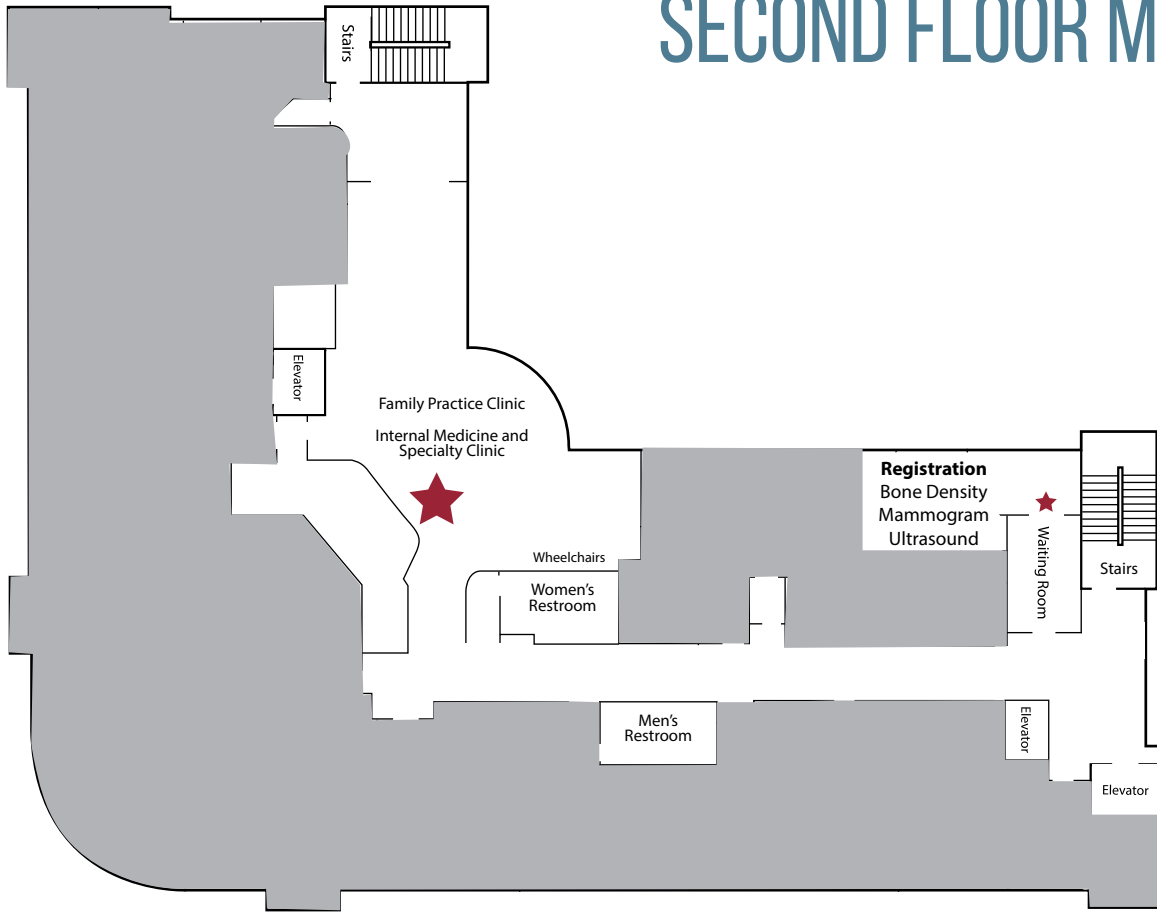 SECOND FLOOR M
Stairs
Elevator
Family Practice Clinic
Internal Medicine and
Specialty Clinic
Registration
Bone Density
Mammogram
Ultrasound
Waiting Room
Stairs
Wheelchairs
Women's
Restroom
Men's
Restroom
Elevator
Elevator